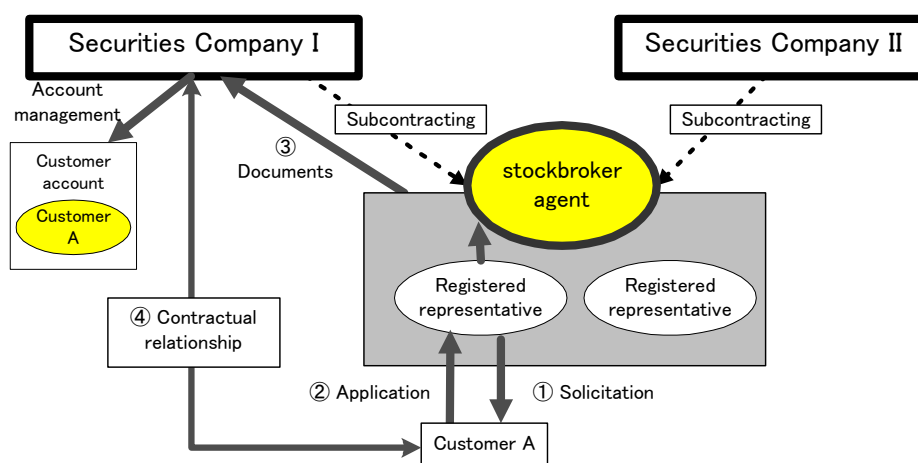 Securities Company I
Securities Company II
Account
management
Subcontracting
Subcontracting
③
Documents
Customer
account
Customer
A
stockbroker
agent
Registered
representative
Registered
representative
④ Contractual
relationship
② Application
① Solicitation
Customer A